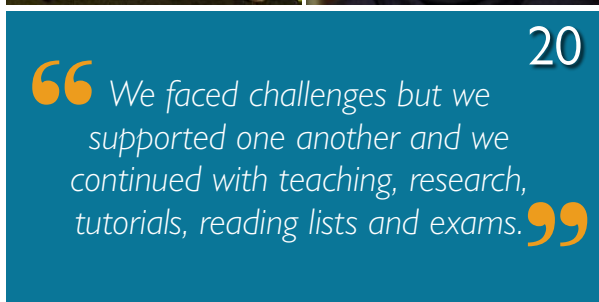 20
“ We faced challenges but we
supported one another and we
continued with teaching, research,
tutorials, reading lists and exams. ”